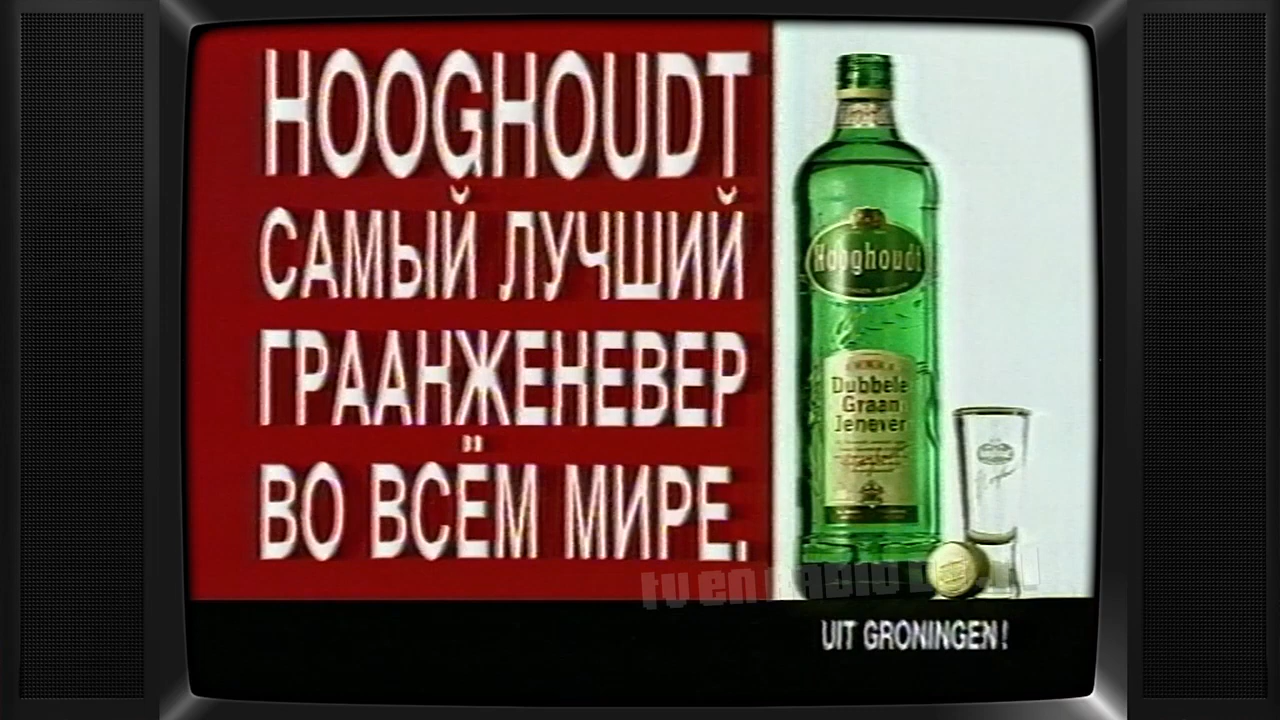 HOOGHOUDT
САМЫЙ ЛУЧШИЙ
ГРААНЖЕНЕВЕР
ВО ВСЁМ МИРЕ.
Hooghoudt
Dubbele
Graan
Jenever
UIT GRONINGEN!